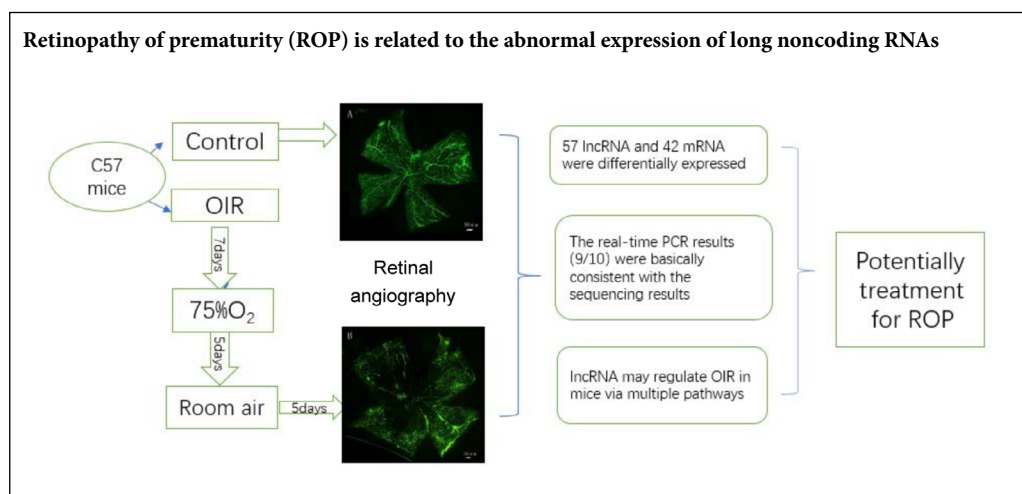 Retinopathy of prematurity (ROP) is related to the abnormal expression of long noncoding RNAs
C57
mice
Control
OIR
7days
75%O₂
5days
Room air
5days
A
Retinal
angiography
B
57 lncRNA and 42 mRNA
were differentially expressed
The real-time PCR results
(9/10) were basically
consistent with the
sequencing results
lncRNA may regulate OIR in
mice via multiple pathways
Potentially
treatment
for ROP